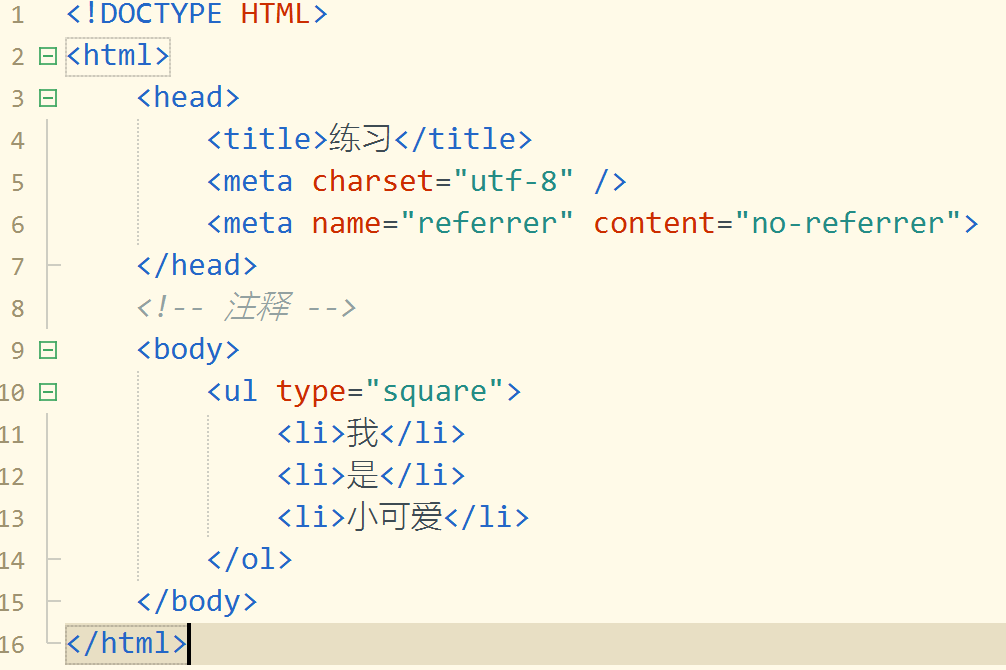 1 <!DOCTYPE HTML>
2 <html>
3 <head>
4 <title>练习</title>
5 <meta charset="utf-8" />
6 <meta name="referrer" content="no-referrer">
7 </head>
8 <!-- 注释 -->
9 <body>
10 <ul type="square">
11 <li>我</li>
12 <li>是</li>
13 <li>小可爱</li>
14 </ol>
15 </body>
16 </html>